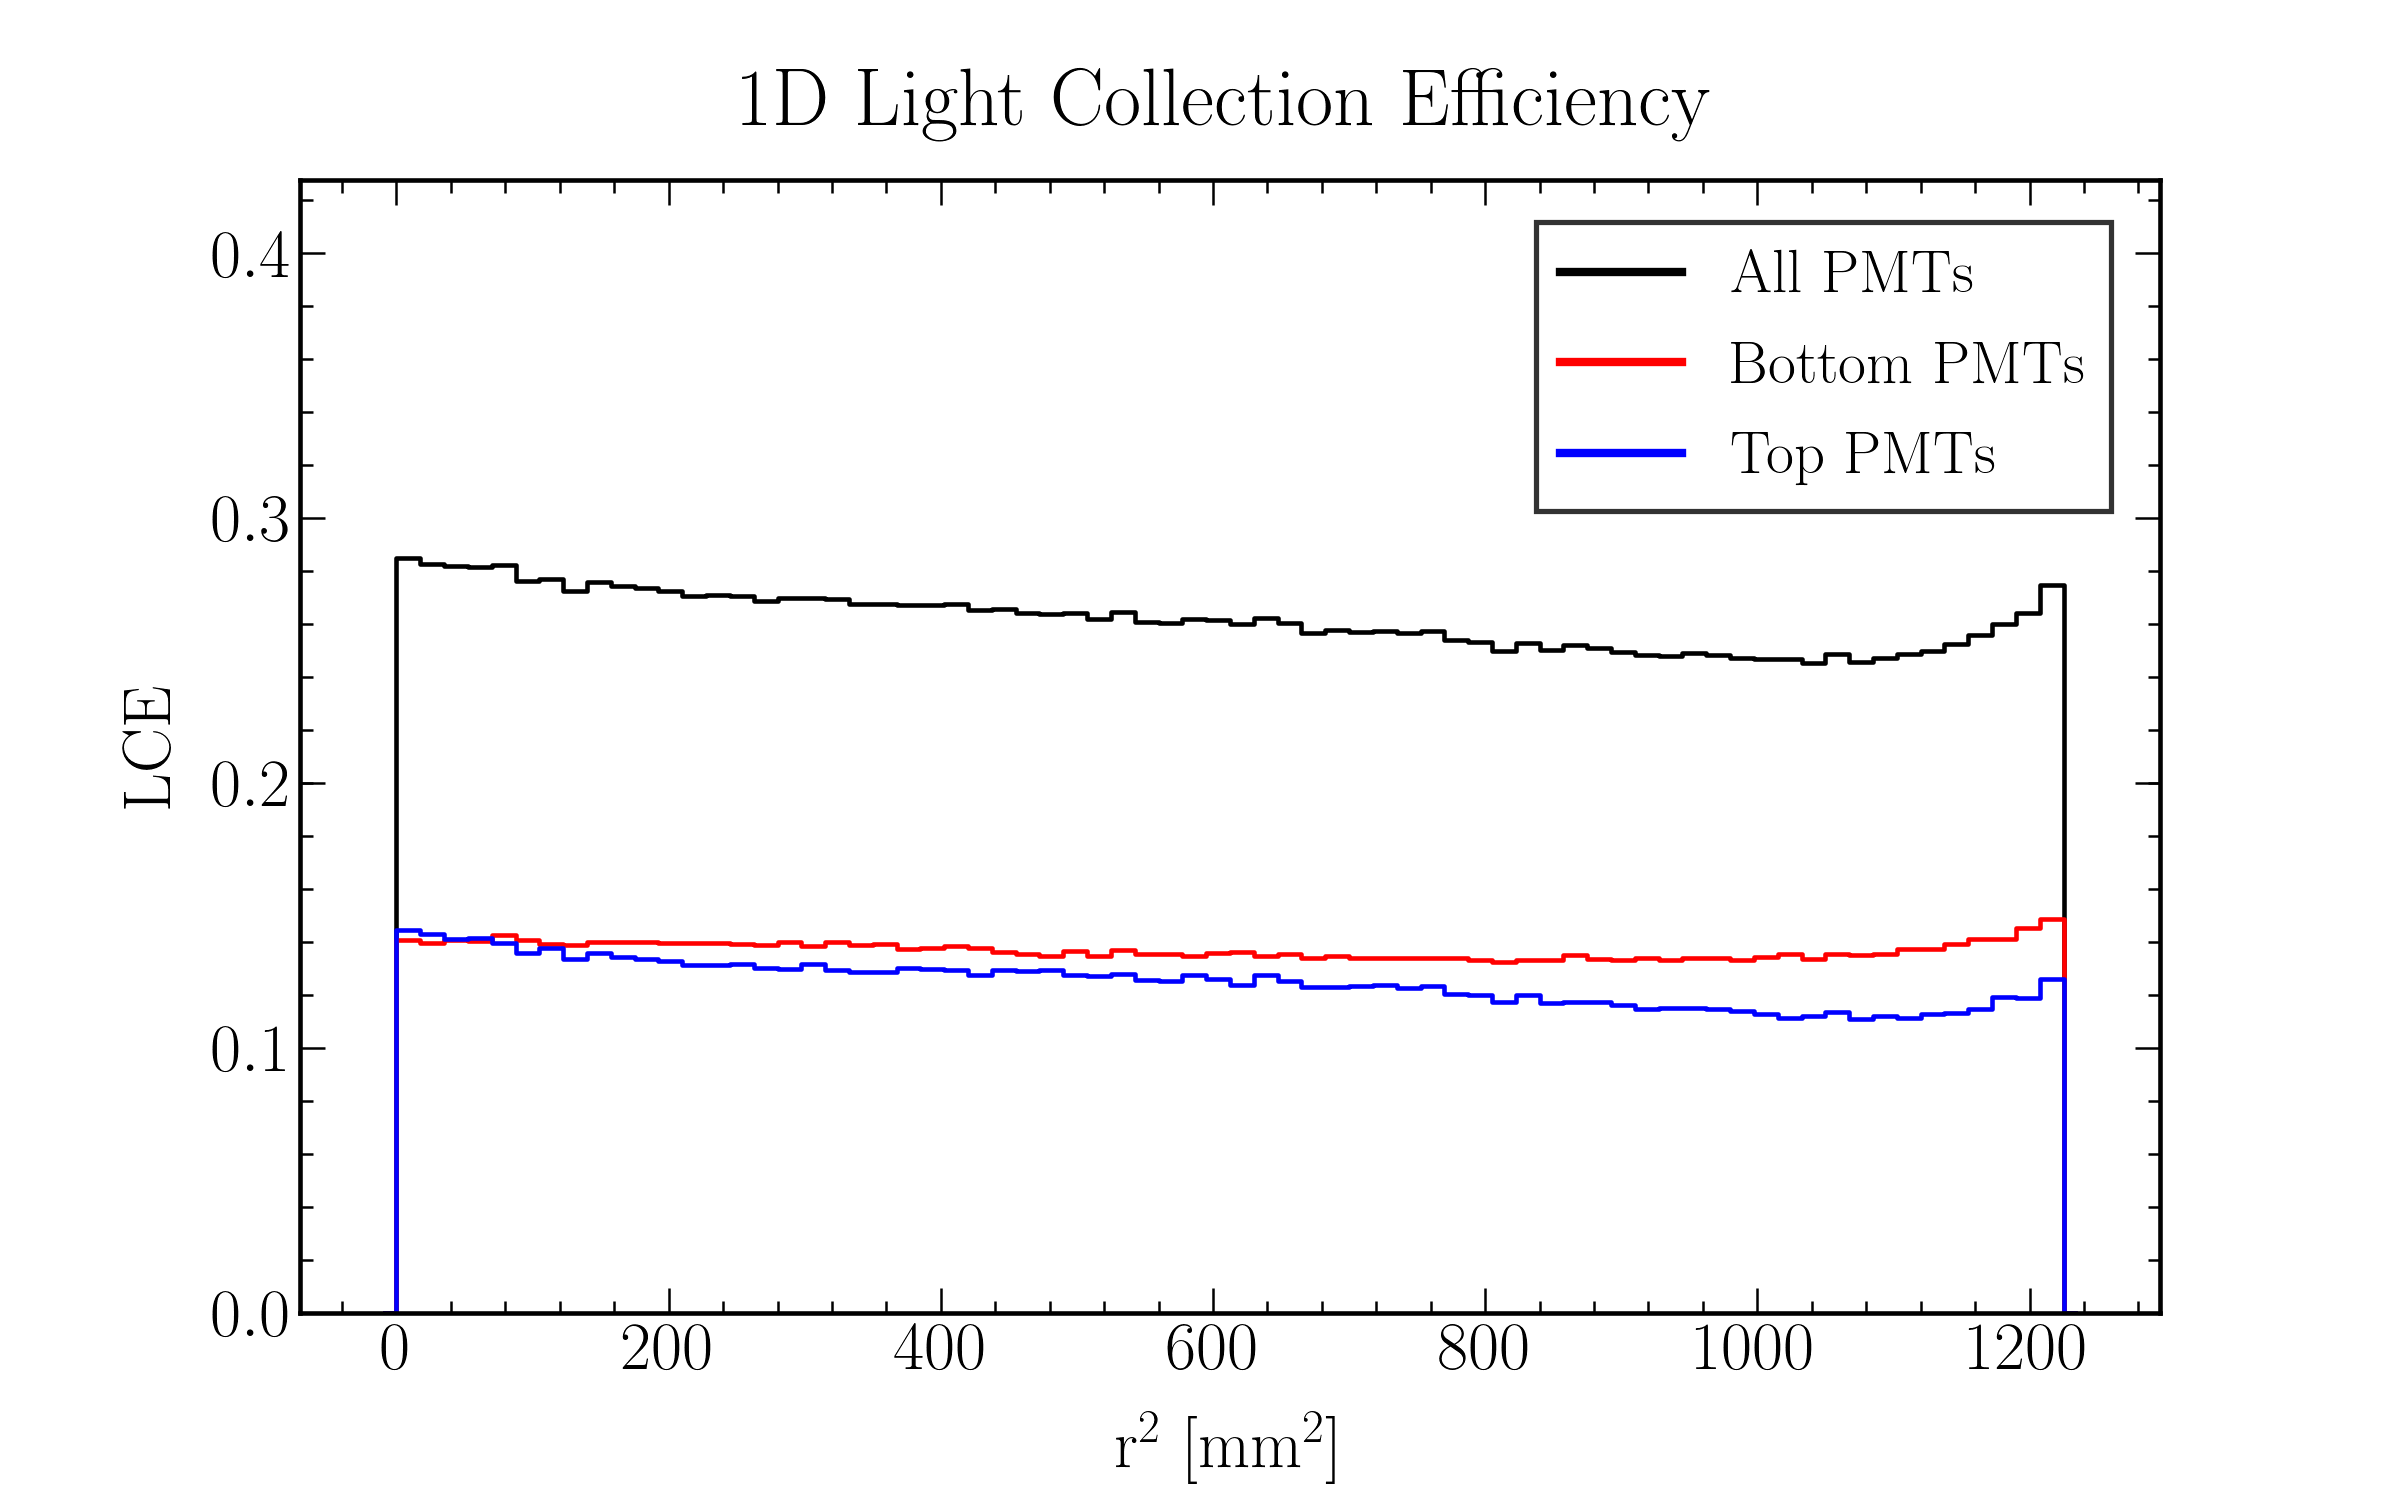 1D Light Collection Efficiency
All PMTs
Bottom PMTs
Top PMTs
LCE
0.4
0.3
0.2
0.1
0.0
0 200 400 600 800 1000 1200
r² [mm²]